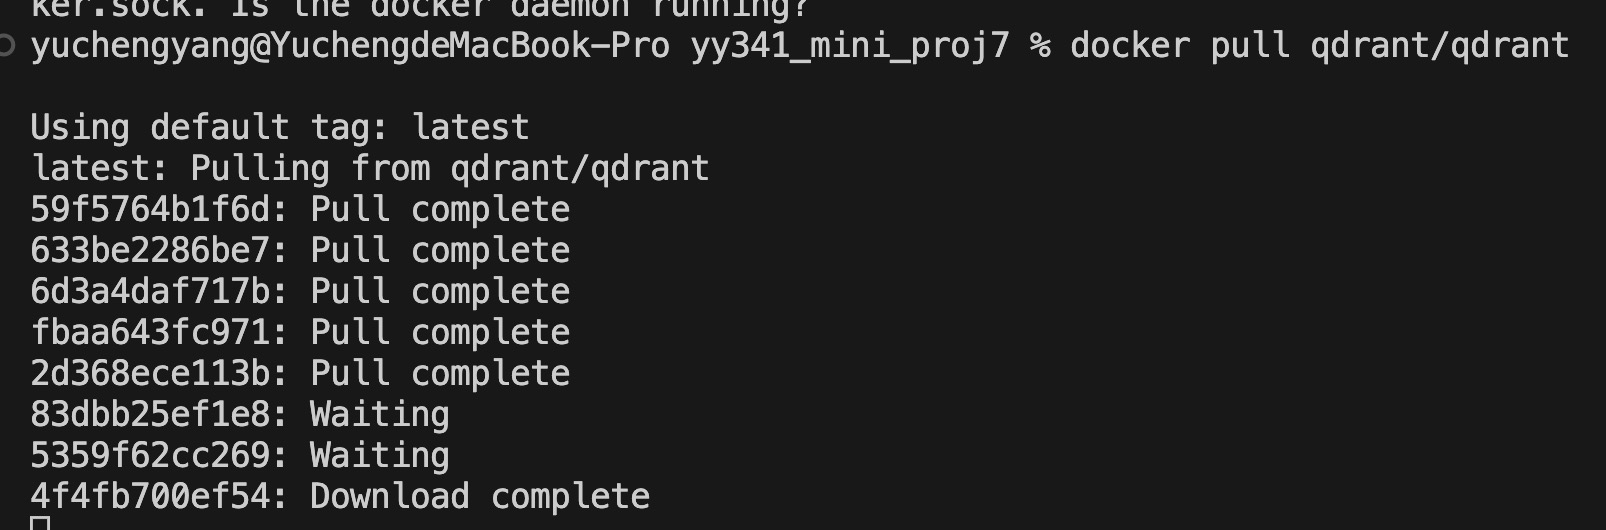 ker.sock. Is the docker daemon running?
yuchengyang@YuchengdeMacBook-Pro yy341_mini_proj7 % docker pull qdrant/qdrant
Using default tag: latest
latest: Pulling from qdrant/qdrant
59f5764b1f6d: Pull complete
633be2286be7: Pull complete
6d3a4daf717b: Pull complete
fbaa643fc971: Pull complete
2d368ece113b: Pull complete
83dbb25ef1e8: Waiting
5359f62cc269: Waiting
4f4fb700ef54: Download complete